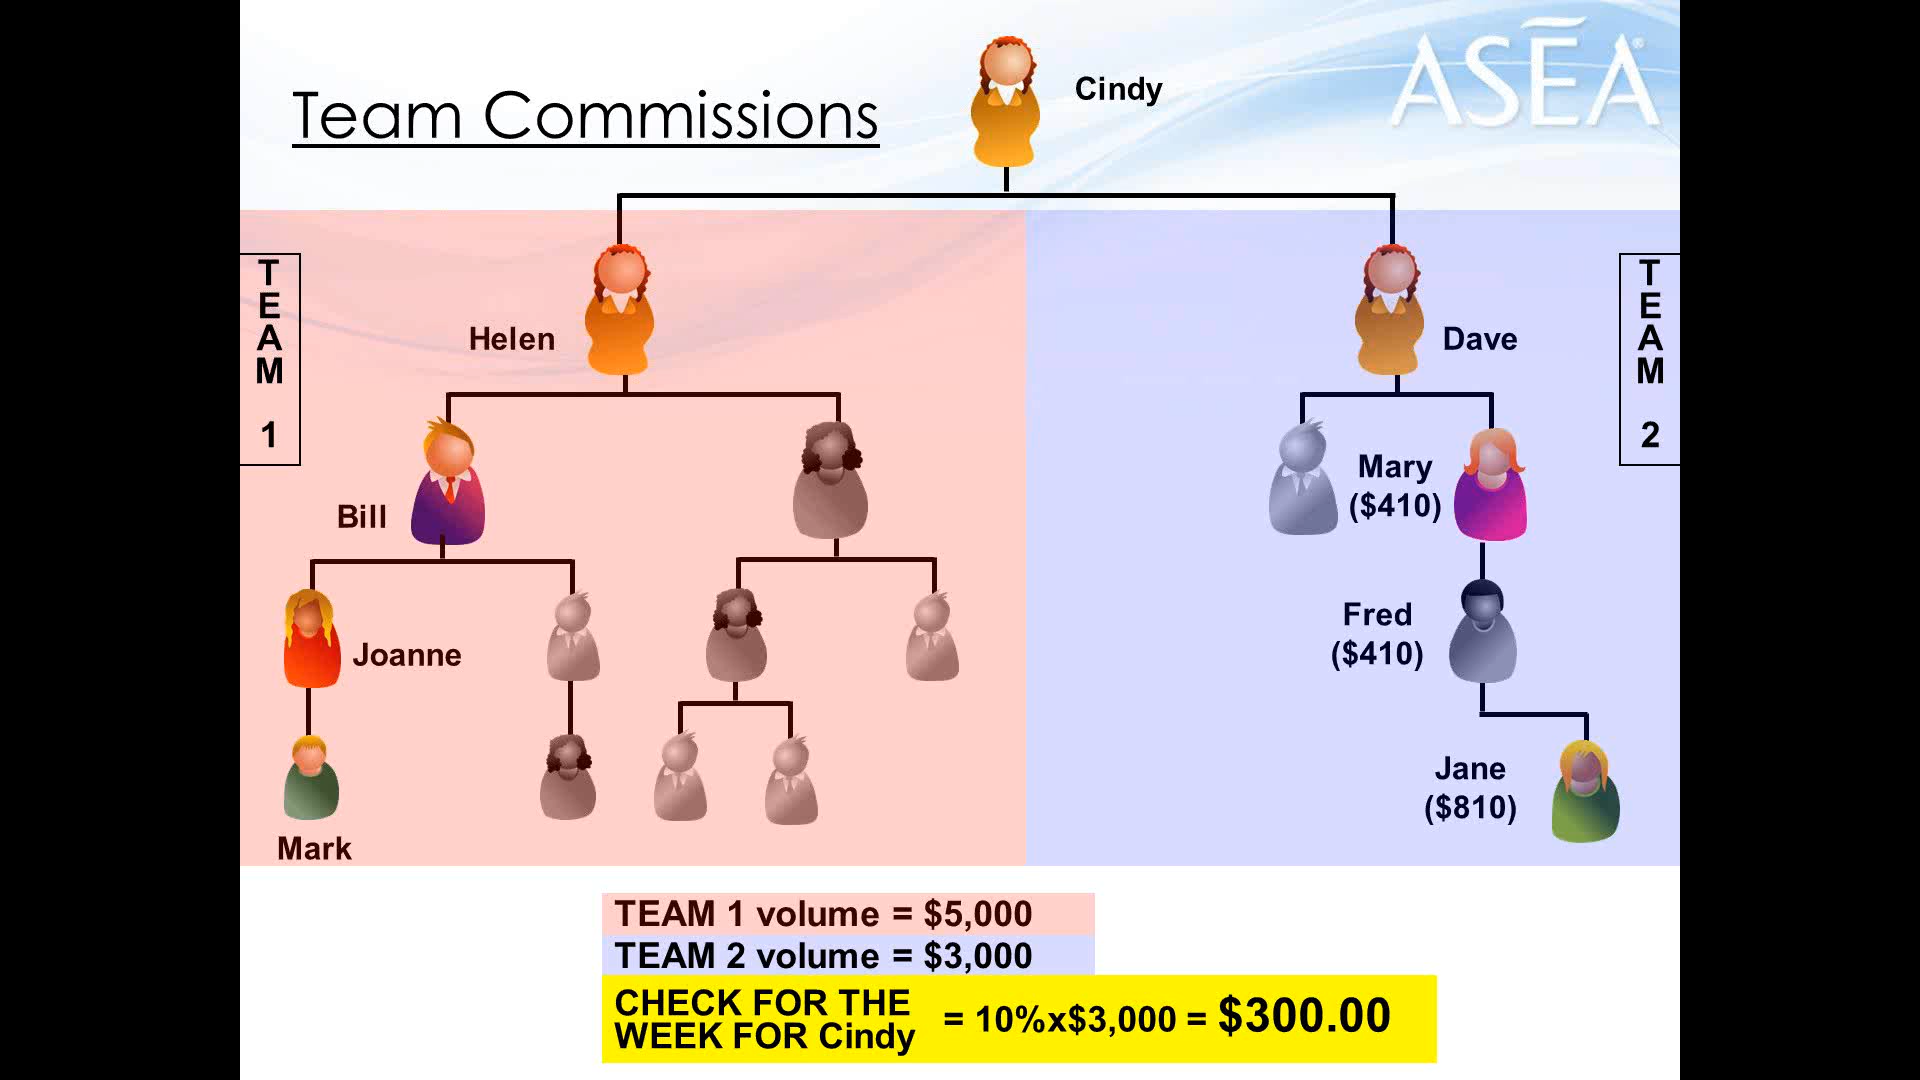 Team Commissions
Cindy
ASĒA®
TEAM 1
TEAM 2
Helen
Dave
Bill
Mary
($410)
Joanne
Fred
($410)
Jane
($810)
Mark
TEAM 1 volume = $5,000
TEAM 2 volume = $3,000
CHECK FOR THE
WEEK FOR Cindy = 10%x$3,000 = $300.00